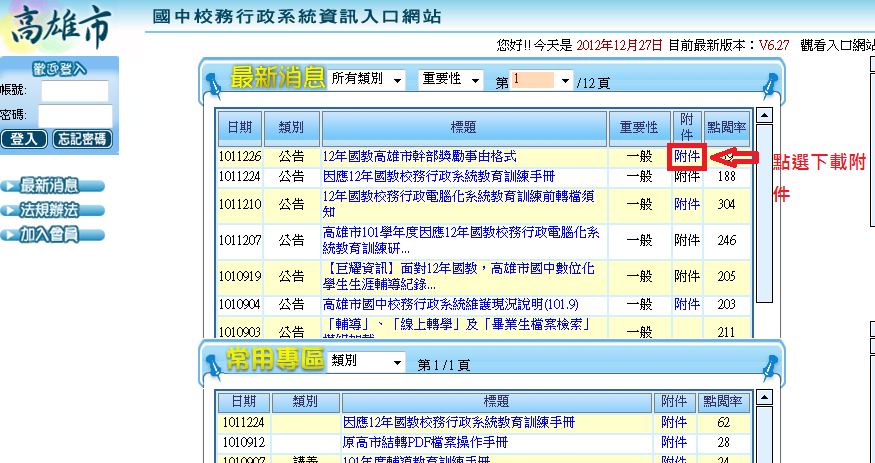 高雄市
國中校務行政系統資訊入口網站
您好!! 今天是 2012年12月27日 目前最新版本：V6.27 觀看入口網站
歡迎登入
帳號:
密碼:
登入 忘記密碼
最新消息
法規辦法
加入會員
最新消息 所有類別 重要性 第 1 /12頁
日期 類別 標題 重要性 附件 點閱率
1011226 公告 12年國教高雄市幹部獎勵事由格式 一般 附件
點選下載附件
1011224 公告 因應12年國教校務行政系統教育訓練手冊 一般 附件 188
1011210 公告 12年國教校務行政電腦化系統教育訓練前轉檔須知 一般 附件 304
1011207 公告 高雄市101學年度因應12年國教校務行政電腦化系統教育訓練研... 一般 附件 246
1010919 公告 【巨耀資訊】面對12年國教，高雄市國中數位化學生生涯輔導紀錄... 一般 附件 205
1010904 公告 高雄市國中校務行政系統維護現況說明(101.9) 一般 附件 203
1010903 公告 「輔導」、「線上轉學」及「畢業生檔案檢索」 一般 211
常用專區 類別 第 1 / 1 頁
日期 類別 標題 附件 點閱率
1011224 因應12年國教校務行政系統教育訓練手冊 附件 62
1010912 原高市結轉PDF檔案操作手冊 附件 28
1010907 講義 101年度輔導教育訓練手冊 附件 24